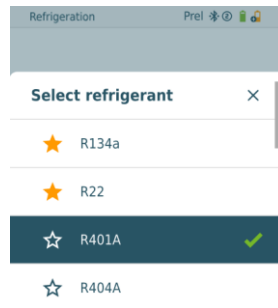 Refrigeration Prel
Select refrigerant
R134a
R22
R401A
R404A